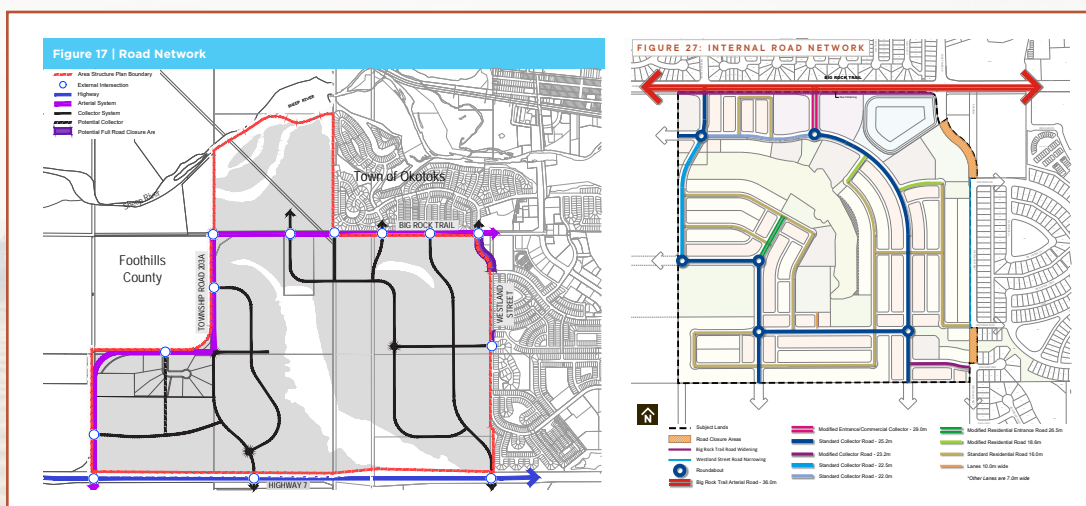 Figure 17 | Road Network
Area Structure Plan Boundary
External Intersection
Highway
Arterial System
Collector System
Potential Collector
Potential Full Road Closure Are
SHEEP RIVER
Town of Okotoks
BIG ROCK TRAIL
Foothills
County
TOWNSHIP ROAD 203A
WESTLAND
STREET
HIGHWAY 7
FIGURE 27: INTERNAL ROAD NETWORK
BIG ROCK TRAIL
N
Subject Lands
Road Closure Areas
Big Rock Trail Road Widening
Westland Street Road Narrowing
Roundabout
Big Rock Trail Arterial Road - 36.0m
Modified Entrance/Commercial Collector - 29.0m
Standard Collector Road - 25.2m
Modified Collector Road - 23.2m
Standard Collector Road - 22.5m
Standard Collector Road - 22.0m
Modified Residential Entrance Road 26.5m
Modified Residential Road 18.6m
Standard Residential Road 16.0m
Lanes 10.0m wide
*Other Lanes are 7.0m wide